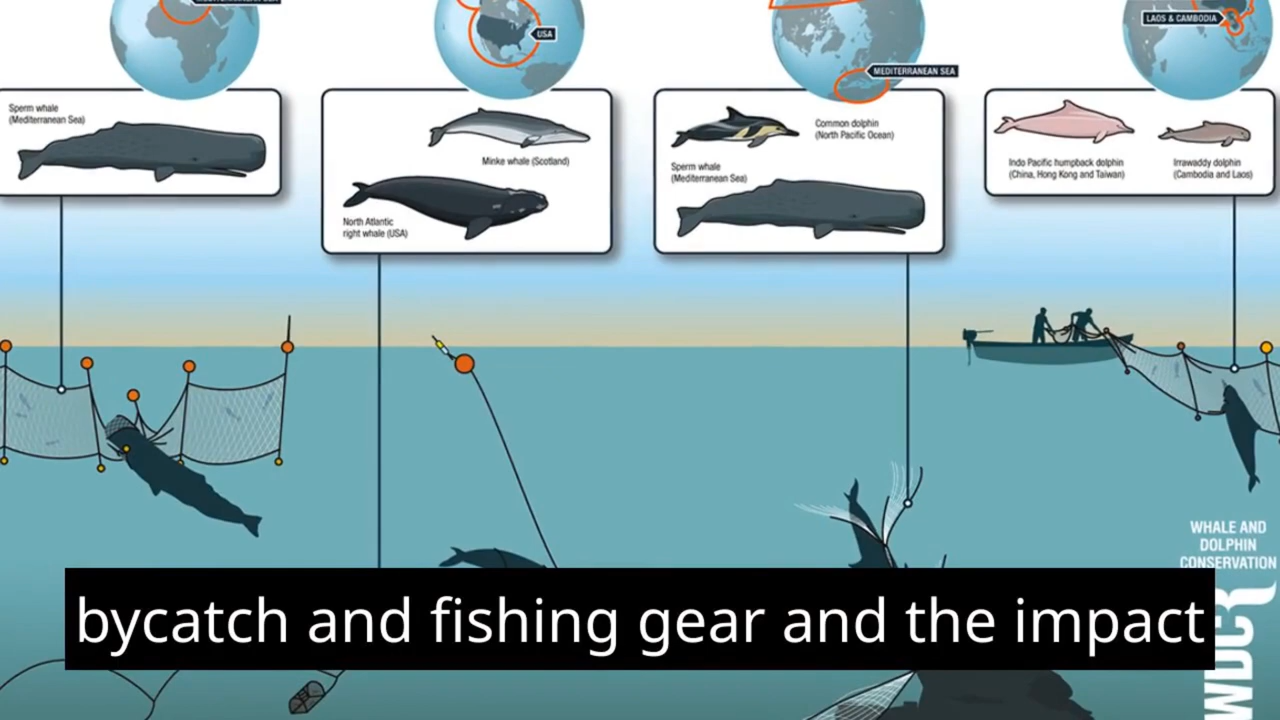 USA
MEDITERRANEAN SEA
LAOS & CAMBODIA
Sperm whale
(Mediterranean Sea)
Minke whale (Scotland)
North Atlantic
right whale (USA)
Common dolphin
(North Pacific Ocean)
Sperm whale
(Mediterranean Sea)
Indo Pacific humpback dolphin
(China, Hong Kong and Taiwan)
Irrawaddy dolphin
(Cambodia and Laos)
WHALE AND
DOLPHIN
CONSERVATION
WDC
bycatch and fishing gear and the impact